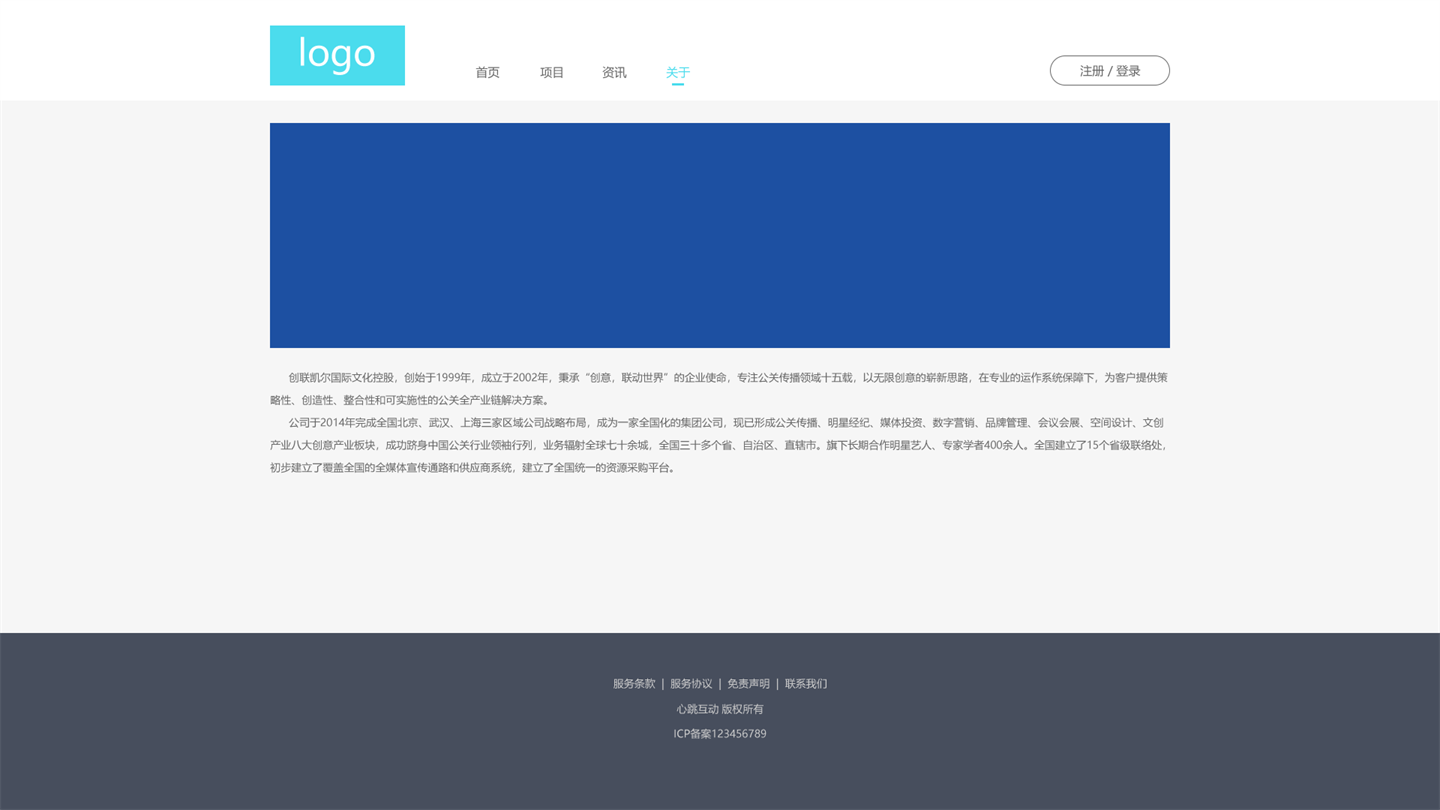 logo
首页 项目 资讯 关于 注册 / 登录
创联凯尔国际文化控股，创始于1999年，成立于2002年，秉承“创意，联动世界”的企业使命，专注公关传播领域十五载，以无限创意的崭新思路，在专业的运作系统保障下，为客户提供策
略性、创造性、整合性和可实施性的公关全产业链解决方案。
公司于2014年完成全国北京、武汉、上海三家区域公司战略布局，成为一家全国化的集团公司，现已形成公关传播、明星经纪、媒体投资、数字营销、品牌管理、会议会展、空间设计、文创
产业八大创意产业板块，成功跻身中国公关行业领袖行列，业务辐射全球七十余城，全国三十多个省、自治区、直辖市。旗下长期合作明星艺人、专家学者400余人。全国建立了15个省级联络处，
初步建立了覆盖全国的全媒体宣传通路和供应商系统，建立了全国统一的资源采购平台。
服务条款 | 服务协议 | 免责声明 | 联系我们
心跳互动 版权所有
ICP备案123456789